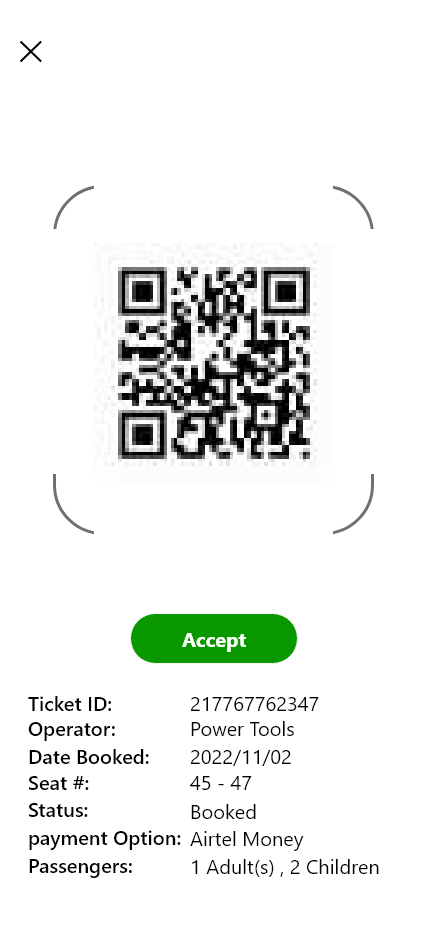 Accept
Ticket ID: 217767762347
Operator: Power Tools
Date Booked: 2022/11/02
Seat #: 45 - 47
Status: Booked
payment Option: Airtel Money
Passengers: 1 Adult(s) , 2 Children